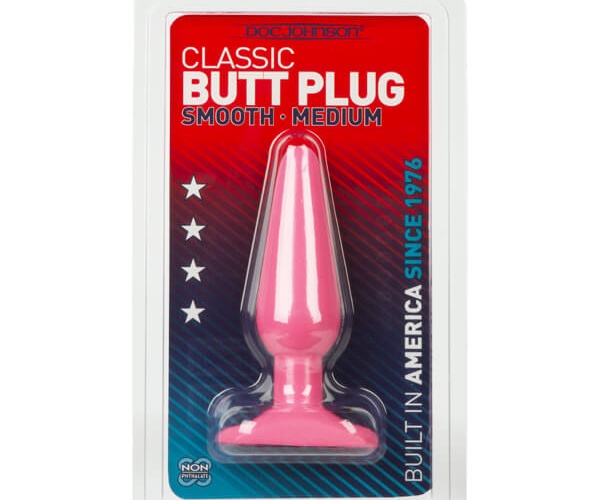 DOC JOHNSON®
CLASSIC
BUTT PLUG
SMOOTH • MEDIUM
BUILT IN AMERICA SINCE 1976
NON
PHTHALATE